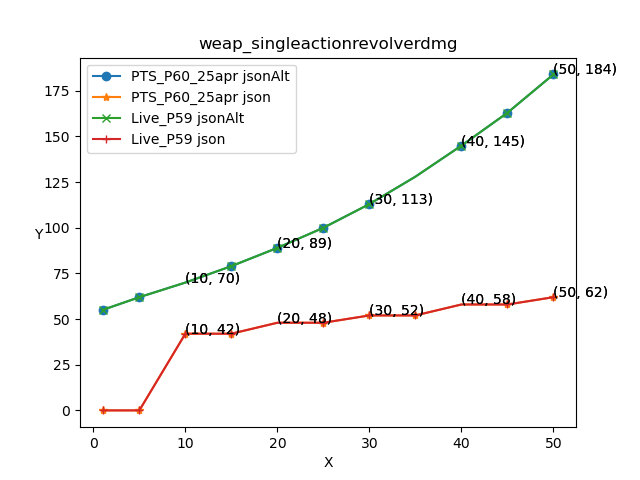 weap_singleactionrevolverdmg
PTS_P60_25apr jsonAlt
PTS_P60_25apr json
Live_P59 jsonAlt
Live_P59 json
(50, 184)
(40, 145)
(30, 113)
(20, 89)
(10, 70)
(50, 62)
(40, 58)
(30, 52)
(20, 48)
(10, 42)
175
150
125
100
75
50
25
0
Y
0 10 20 30 40 50
X